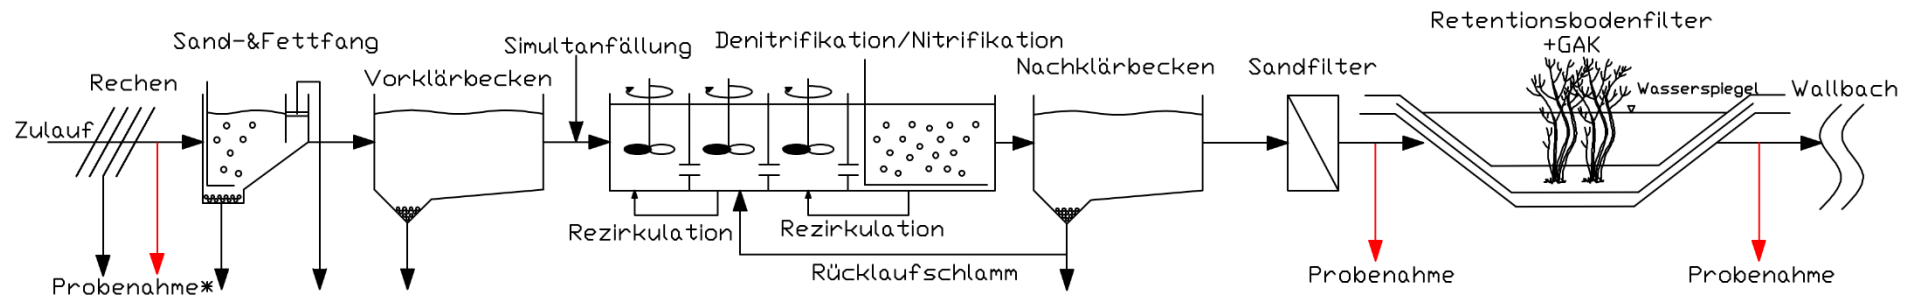 Zulauf
Rechen
Sand-&Fettfang
Vorklärbecken
Simultanfällung
Denitrifikation/Nitrifikation
Nachklärbecken
Sandfilter
Retentionsbodenfilter
+GAK
Wasserspiegel
Wallbach
Rezirkulation
Rezirkulation
Rücklaufschlamm
Probenahme*
Probenahme
Probenahme